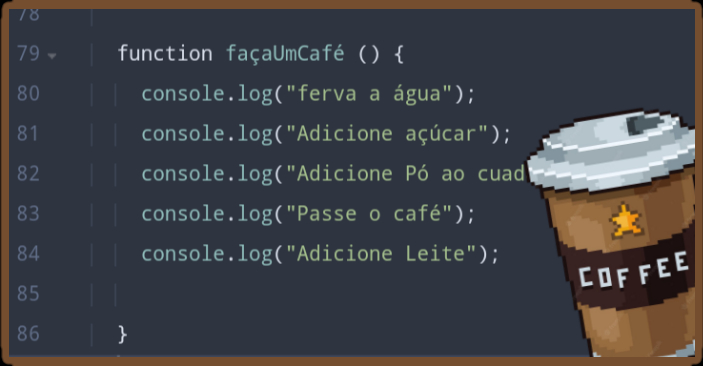 78
79 function façaUmCafé () {
80 console.log("ferva a água");
81 console.log("Adicione açúcar");
82 console.log("Adicione Pó ao cuad
83 console.log("Passe o café");
84 console.log("Adicione Leite");
85
86 }
COFFEE